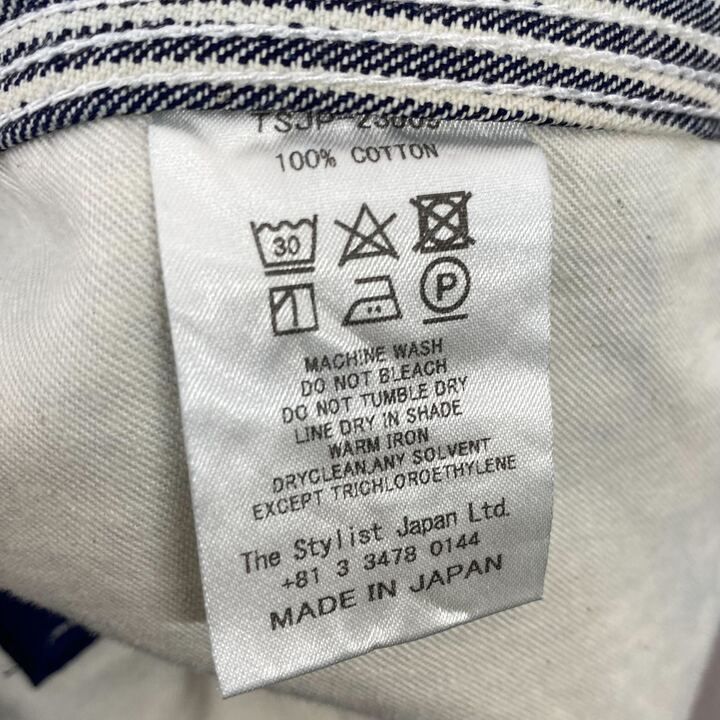 100% COTTON
30
P
MACHINE WASH
DO NOT BLEACH
DO NOT TUMBLE DRY
LINE DRY IN SHADE
WARM IRON
DRYCLEAN.ANY SOLVENT
EXCEPT TRICHLOROETHYLENE
The Stylist Japan Ltd.
+81 3 3478 0144
MADE IN JAPAN